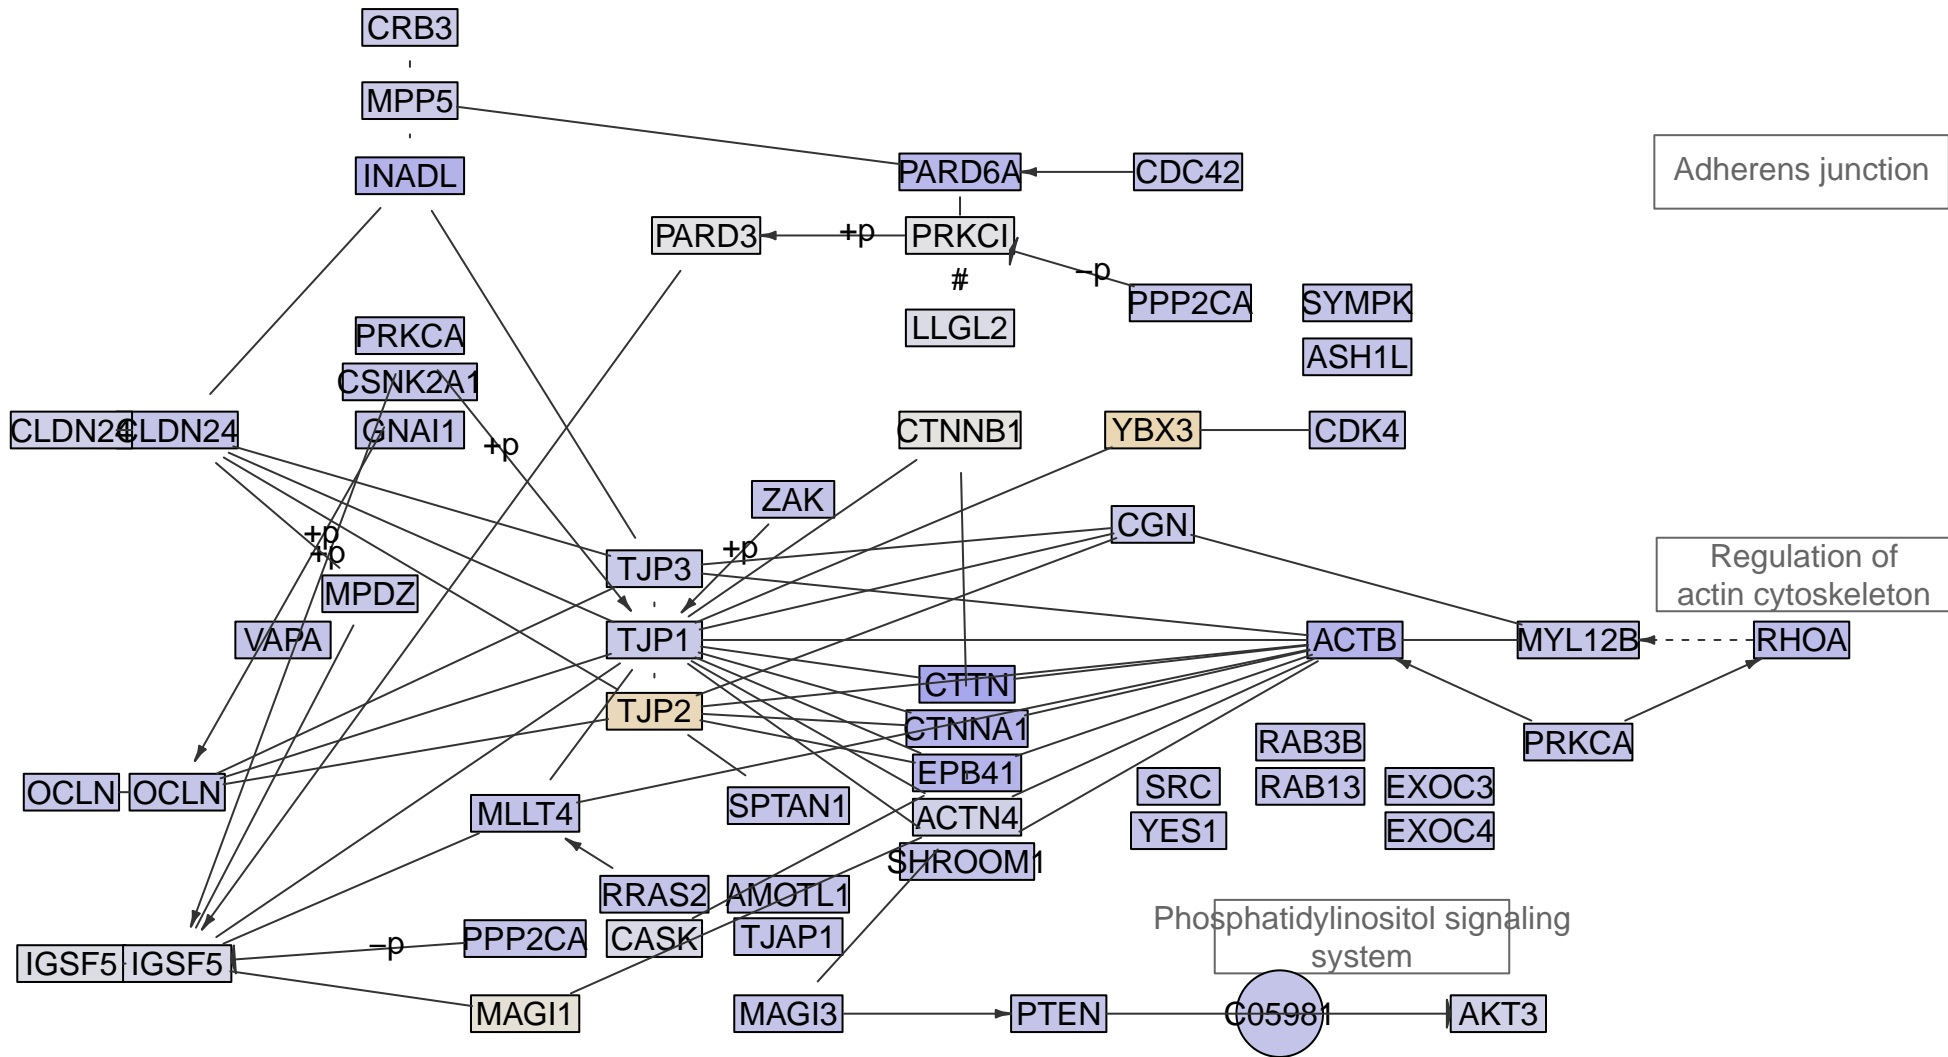 CRB3
MPP5
INADL
PARD6A
CDC42
Adherens junction
PARD3
+p
PRKCI
#
–p
PPP2CA
SYMPK
LLGL2
PRKCA
ASH1L
CSNK2A1
CLDN24
CLDN24
GNAI1
+p
CTNNB1
YBX3
CDK4
ZAK
CGN
+p
+p
+p
TJP3
MPDZ
Regulation of
actin cytoskeleton
VAPA
TJP1
ACTB
MYL12B
RHOA
CTTN
TJP2
CTNNA1
RAB3B
PRKCA
EPB41
OCLN
OCLN
MLLT4
SPTAN1
SRC
RAB13
EXOC3
ACTN4
YES1
EXOC4
SHROOM1
RRAS2
AMOTL1
Phosphatidylinositol signaling
system
–p
PPP2CA
CASK
TJAP1
IGSF5
IGSF5
MAGI1
MAGI3
PTEN
C05981
AKT3